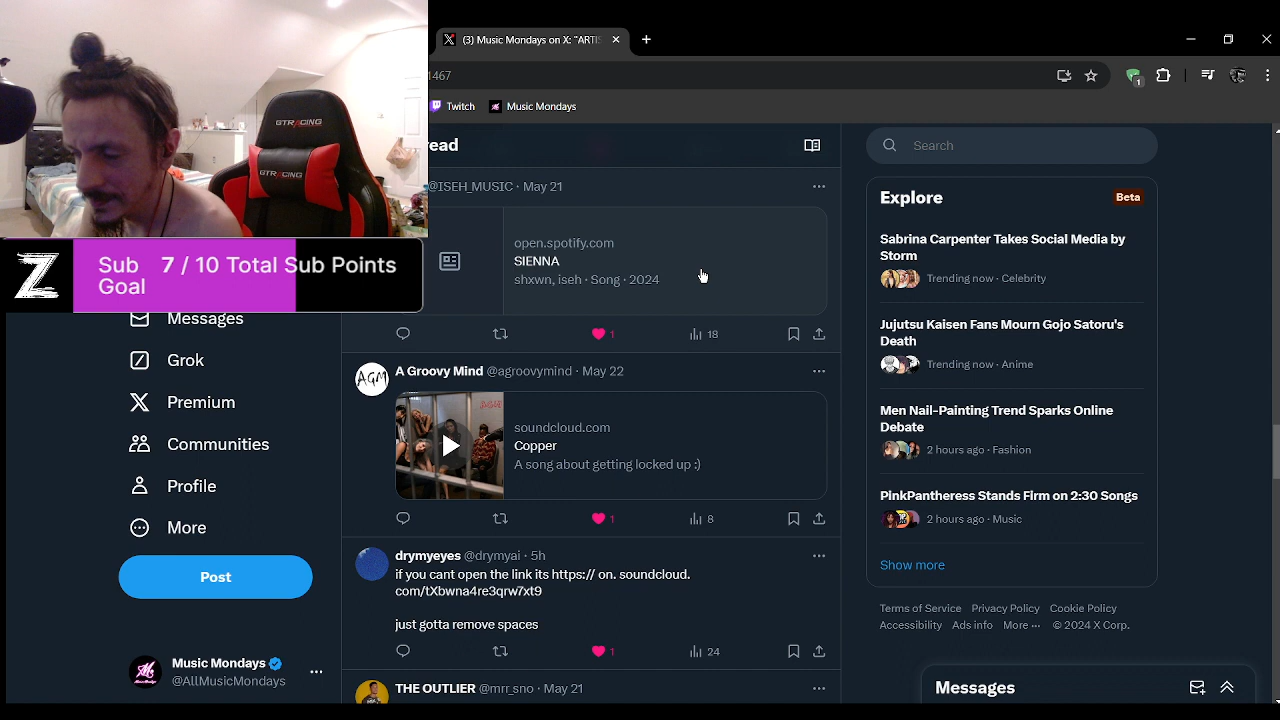 (3) Music Mondays on X: "ARTIS
1467
1
Twitch
Music Mondays
GTRACING
GTRACING
Z
Sub Goal
7 / 10 Total Sub Points
Messages
Grok
Premium
Communities
Profile
More
Post
Music Mondays
@AllMusicMondays
read
@ISEH_MUSIC · May 21
open.spotify.com
SIENNA
shxwn, iseh · Song · 2024
1
18
AGM
A Groovy Mind @agroovymind · May 22
soundcloud.com
Copper
A song about getting locked up :)
1
8
drymyeyes @drymyai · 5h
if you cant open the link its https:// on. soundcloud.
com/tXbwna4re3qrw7xt9
just gotta remove spaces
1
24
THE OUTLIER @mrr_sno · May 21
Search
Explore
Beta
Sabrina Carpenter Takes Social Media by
Storm
Trending now · Celebrity
Jujutsu Kaisen Fans Mourn Gojo Satoru's
Death
Trending now · Anime
Men Nail-Painting Trend Sparks Online
Debate
2 hours ago · Fashion
PinkPantheress Stands Firm on 2:30 Songs
2 hours ago · Music
Show more
Terms of Service Privacy Policy Cookie Policy
Accessibility Ads info More ··· © 2024 X Corp.
Messages